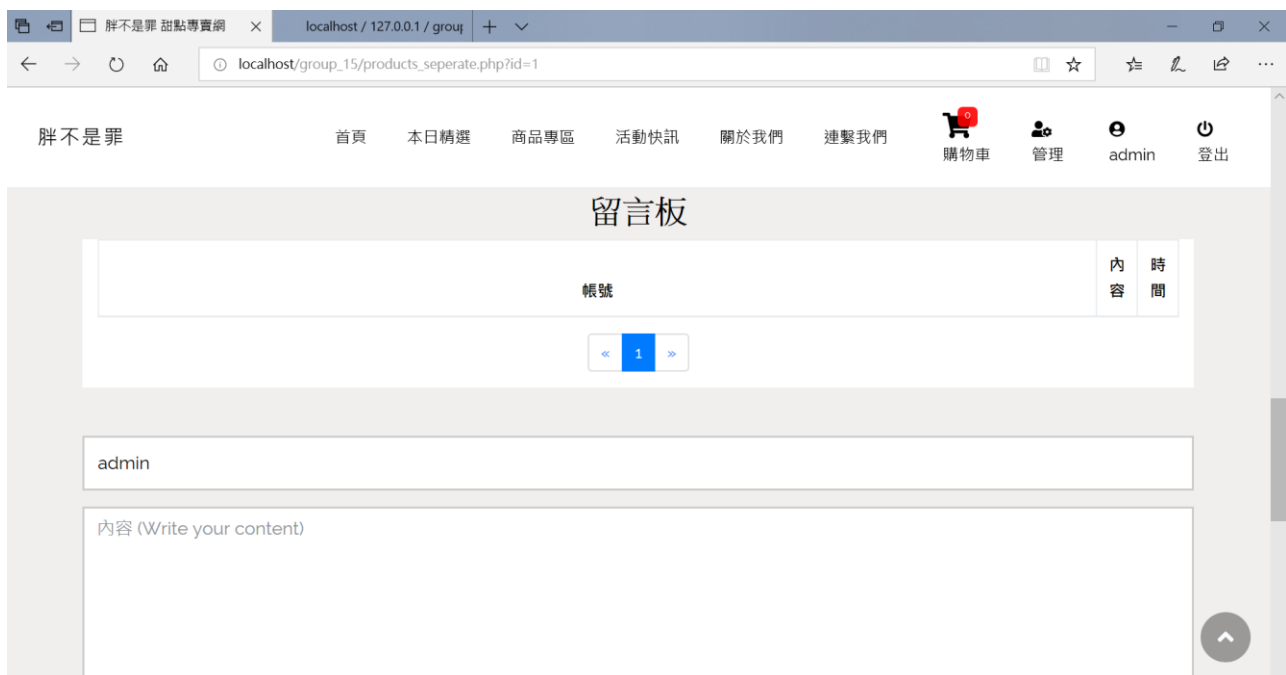 胖不是罪 甜點專賣網
localhost / 127.0.0.1 / group
localhost/group_15/products_seperate.php?id=1
胖不是罪 首頁 本日精選 商品專區 活動快訊 關於我們 連繫我們 0 購物車 管理 admin 登出
留言板
帳號 內容 時間
« 1 »
admin
內容 (Write your content)